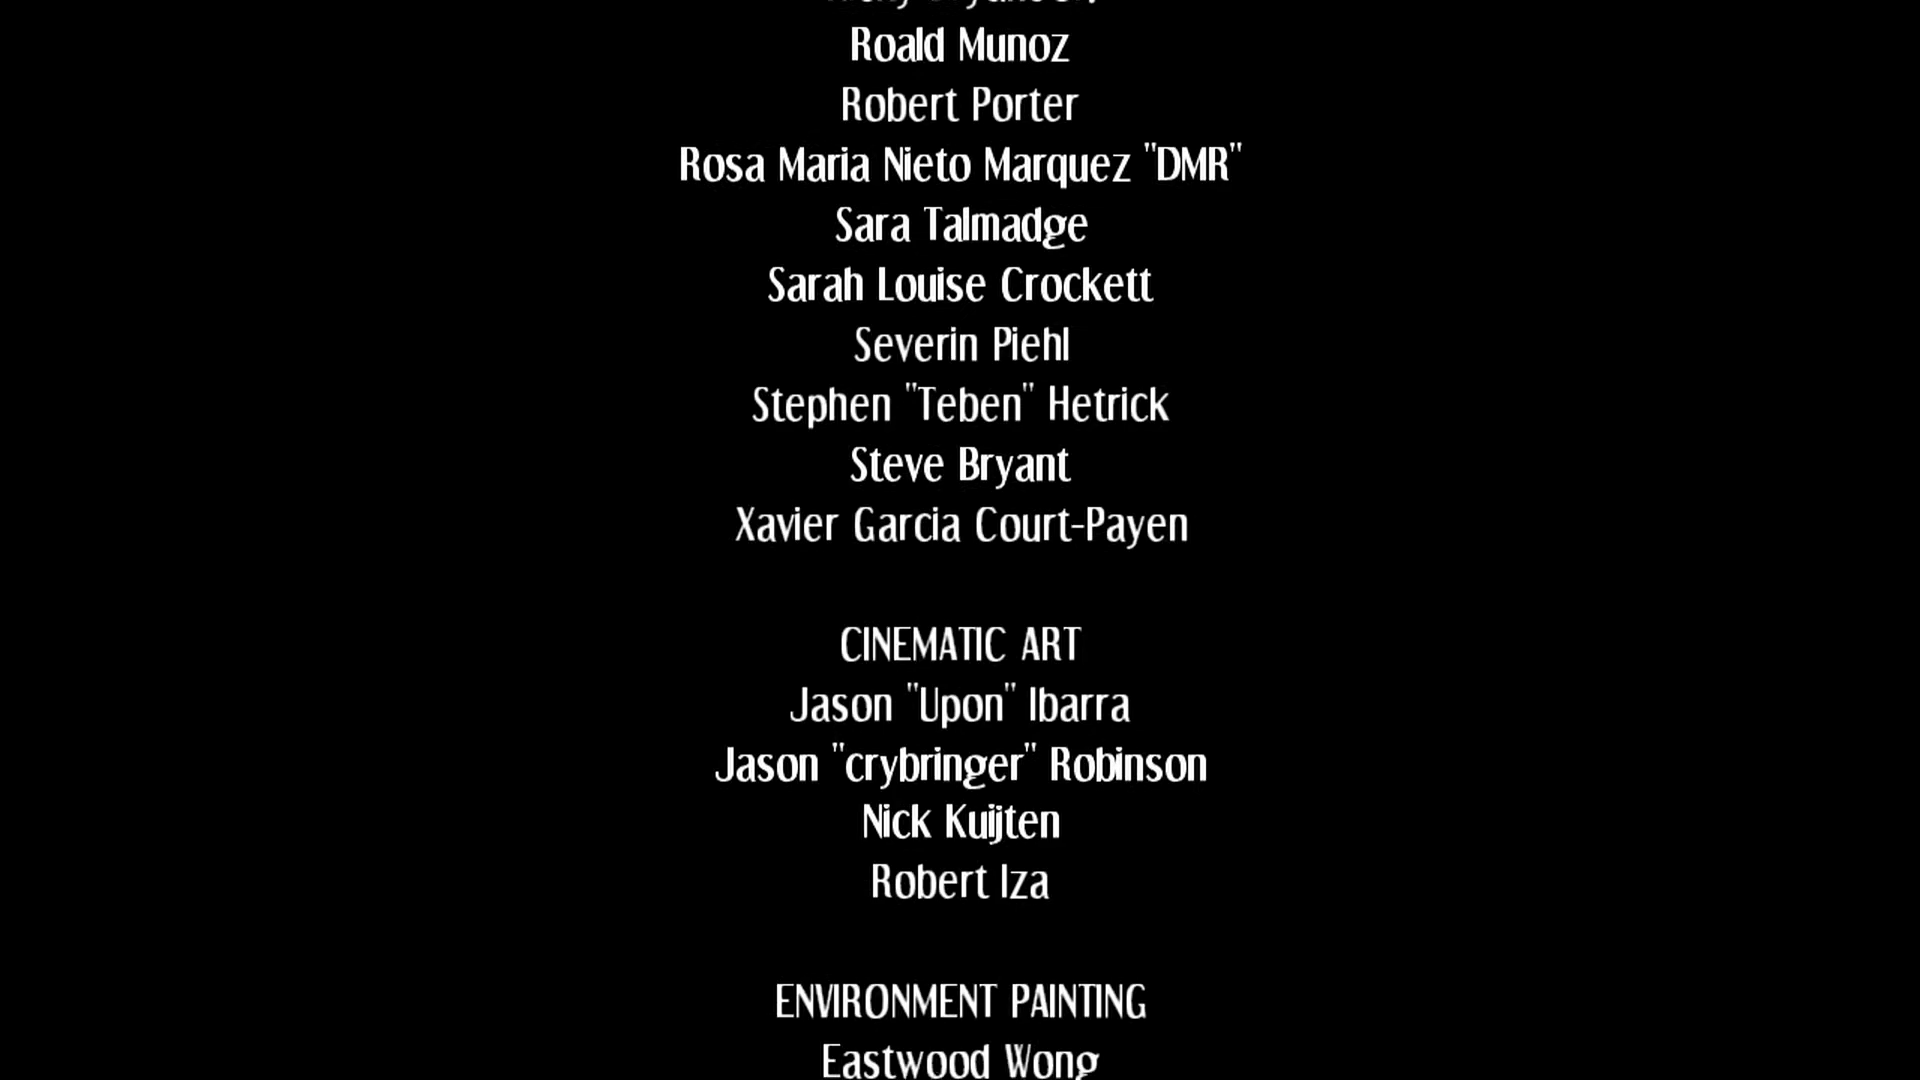 Roald Munoz
Robert Porter
Rosa Maria Nieto Marquez "DMR"
Sara Talmadge
Sarah Louise Crockett
Severin Piehl
Stephen "Teben" Hetrick
Steve Bryant
Xavier Garcia Court-Payen
CINEMATIC ART
Jason "Upon" Ibarra
Jason "crybringer" Robinson
Nick Kuijten
Robert Iza
ENVIRONMENT PAINTING
Eastwood Wong